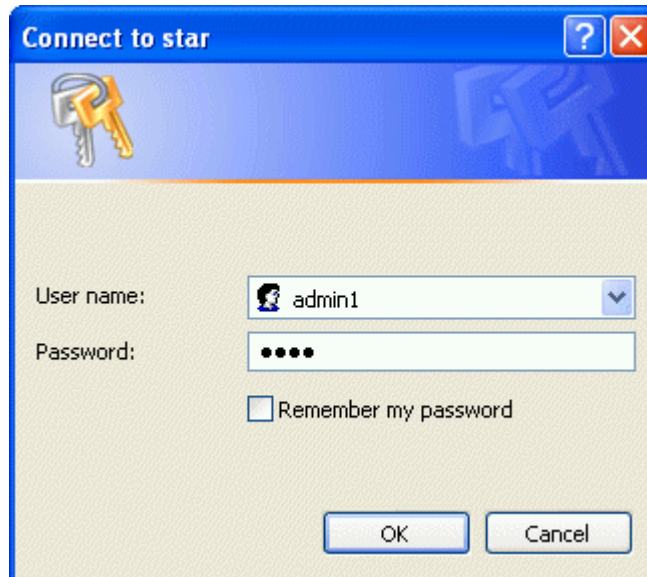 Connect to star
User name:
admin1
Password:
••••
Remember my password
OK
Cancel